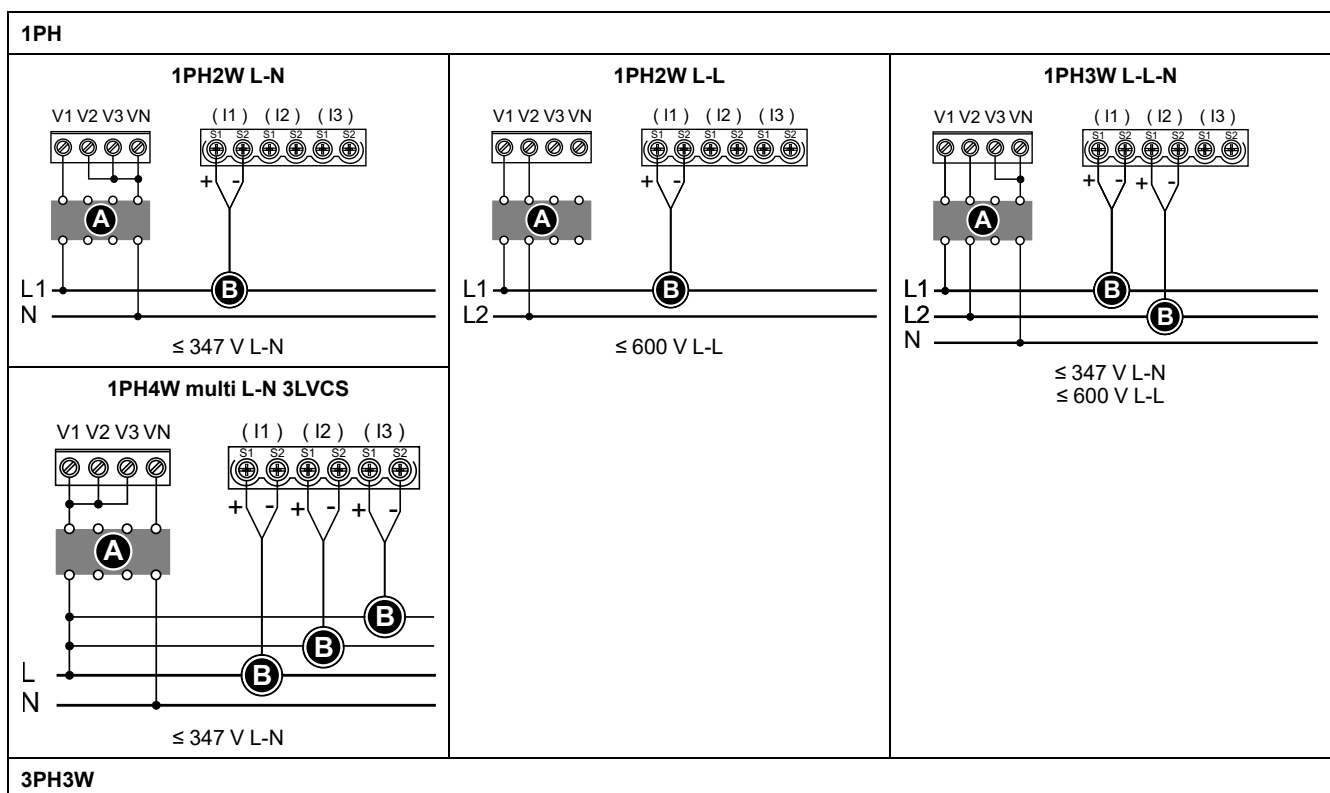 1PH
1PH2W L-N
V1 V2 V3 VN
( I1 ) ( I2 ) ( I3 )
S1 S2 S1 S2 S1 S2
+ -
A
B
L1
N
≤ 347 V L-N
1PH2W L-L
V1 V2 V3 VN
( I1 ) ( I2 ) ( I3 )
S1 S2 S1 S2 S1 S2
+ -
A
B
L1
L2
≤ 600 V L-L
1PH3W L-L-N
V1 V2 V3 VN
( I1 ) ( I2 ) ( I3 )
S1 S2 S1 S2 S1 S2
+ - + -
A
B
L1
B
L2
N
≤ 347 V L-N
≤ 600 V L-L
1PH4W multi L-N 3LVCS
V1 V2 V3 VN
( I1 ) ( I2 ) ( I3 )
S1 S2 S1 S2 S1 S2
+ - + - + -
A
B
B
B
L
N
≤ 347 V L-N
3PH3W